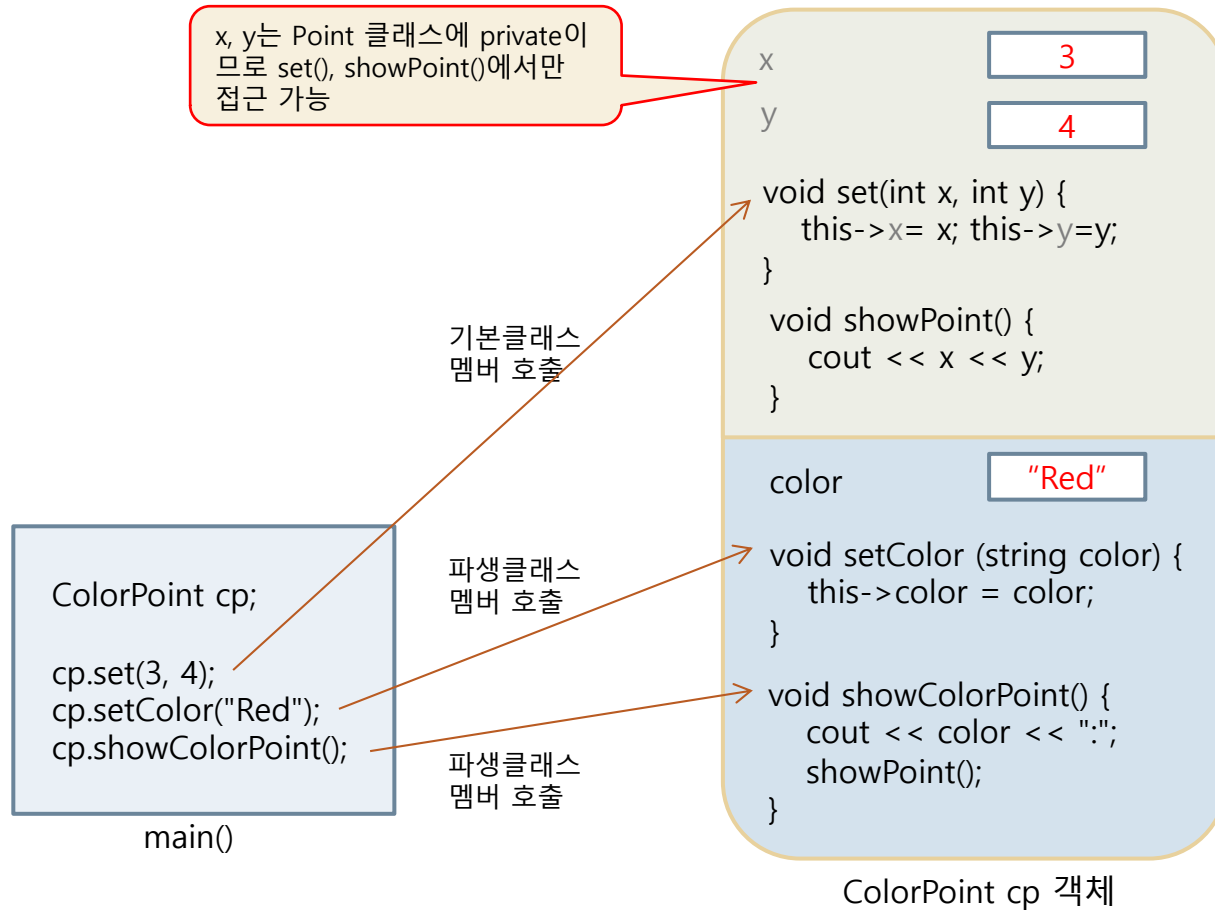 x, y는 Point 클래스에 private이
므로 set(), showPoint()에서만
접근 가능
x
3
y
4
void set(int x, int y) {
this->x= x; this->y=y;
}
void showPoint() {
cout << x << y;
}
기본클래스
멤버 호출
color
"Red"
void setColor (string color) {
this->color = color;
}
void showColorPoint() {
cout << color << ":";
showPoint();
}
파생클래스
멤버 호출
ColorPoint cp;
cp.set(3, 4);
cp.setColor("Red");
cp.showColorPoint();
파생클래스
멤버 호출
main()
ColorPoint cp 객체